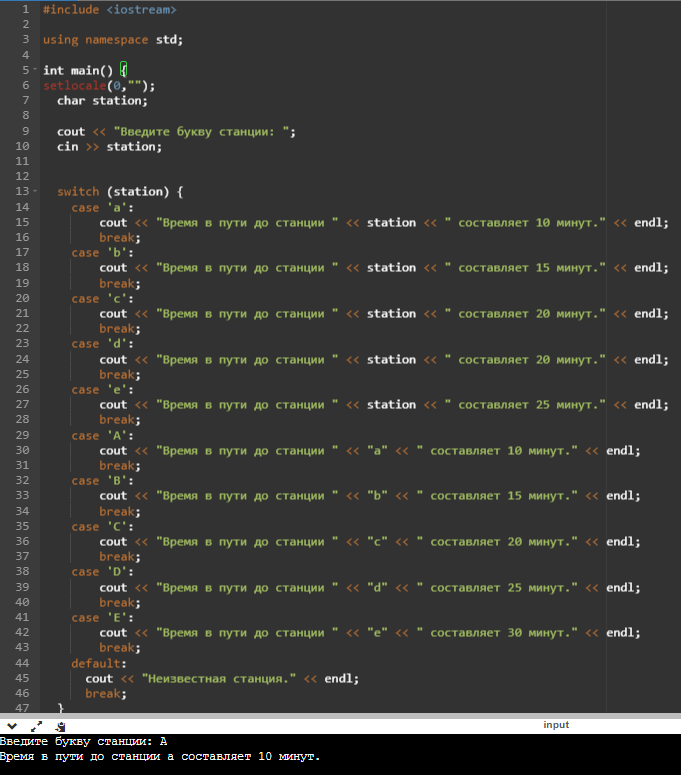 1 #include <iostream>
2
3 using namespace std;
4
5 int main() {
6 setlocale(0,"");
7 char station;
8
9 cout << "Введите букву станции: ";
10 cin >> station;
11
12
13 switch (station) {
14 case 'a':
15 cout << "Время в пути до станции " << station << " составляет 10 минут." << endl;
16 break;
17 case 'b':
18 cout << "Время в пути до станции " << station << " составляет 15 минут." << endl;
19 break;
20 case 'c':
21 cout << "Время в пути до станции " << station << " составляет 20 минут." << endl;
22 break;
23 case 'd':
24 cout << "Время в пути до станции " << station << " составляет 20 минут." << endl;
25 break;
26 case 'e':
27 cout << "Время в пути до станции " << station << " составляет 25 минут." << endl;
28 break;
29 case 'A':
30 cout << "Время в пути до станции " << "a" << " составляет 10 минут." << endl;
31 break;
32 case 'B':
33 cout << "Время в пути до станции " << "b" << " составляет 15 минут." << endl;
34 break;
35 case 'C':
36 cout << "Время в пути до станции " << "c" << " составляет 20 минут." << endl;
37 break;
38 case 'D':
39 cout << "Время в пути до станции " << "d" << " составляет 25 минут." << endl;
40 break;
41 case 'E':
42 cout << "Время в пути до станции " << "e" << " составляет 30 минут." << endl;
43 break;
44 default:
45 cout << "Неизвестная станция." << endl;
46 break;
47 }
input
Введите букву станции: A
Время в пути до станции a составляет 10 минут.